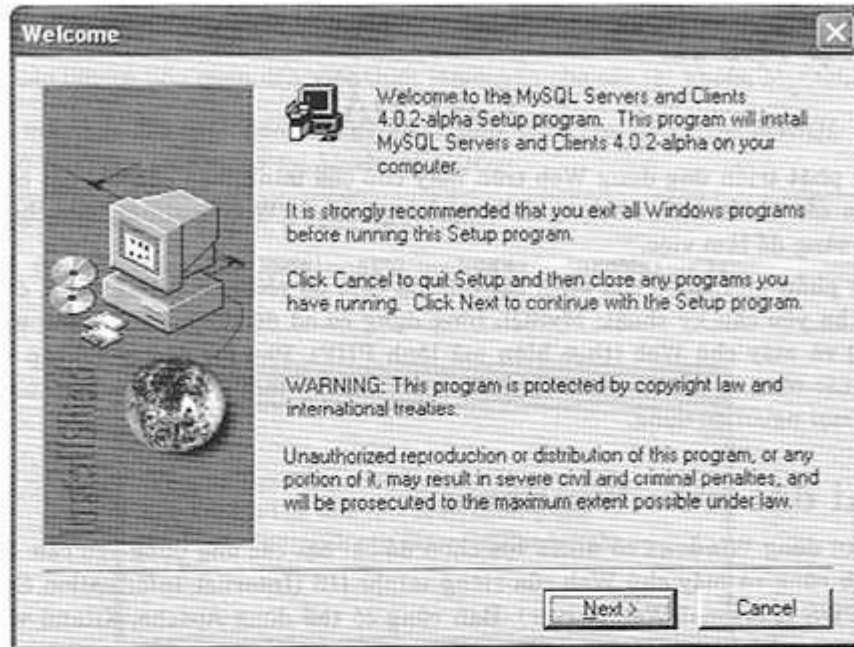 Welcome
Welcome to the MySQL Servers and Clients
4.0.2-alpha Setup program. This program will install
MySQL Servers and Clients 4.0.2-alpha on your
computer.
It is strongly recommended that you exit all Windows programs
before running this Setup program.
Click Cancel to quit Setup and then close any programs you
have running. Click Next to continue with the Setup program.
WARNING: This program is protected by copyright law and
international treaties.
Unauthorized reproduction or distribution of this program, or any
portion of it, may result in severe civil and criminal penalties, and
will be prosecuted to the maximum extent possible under law.
Next >
Cancel